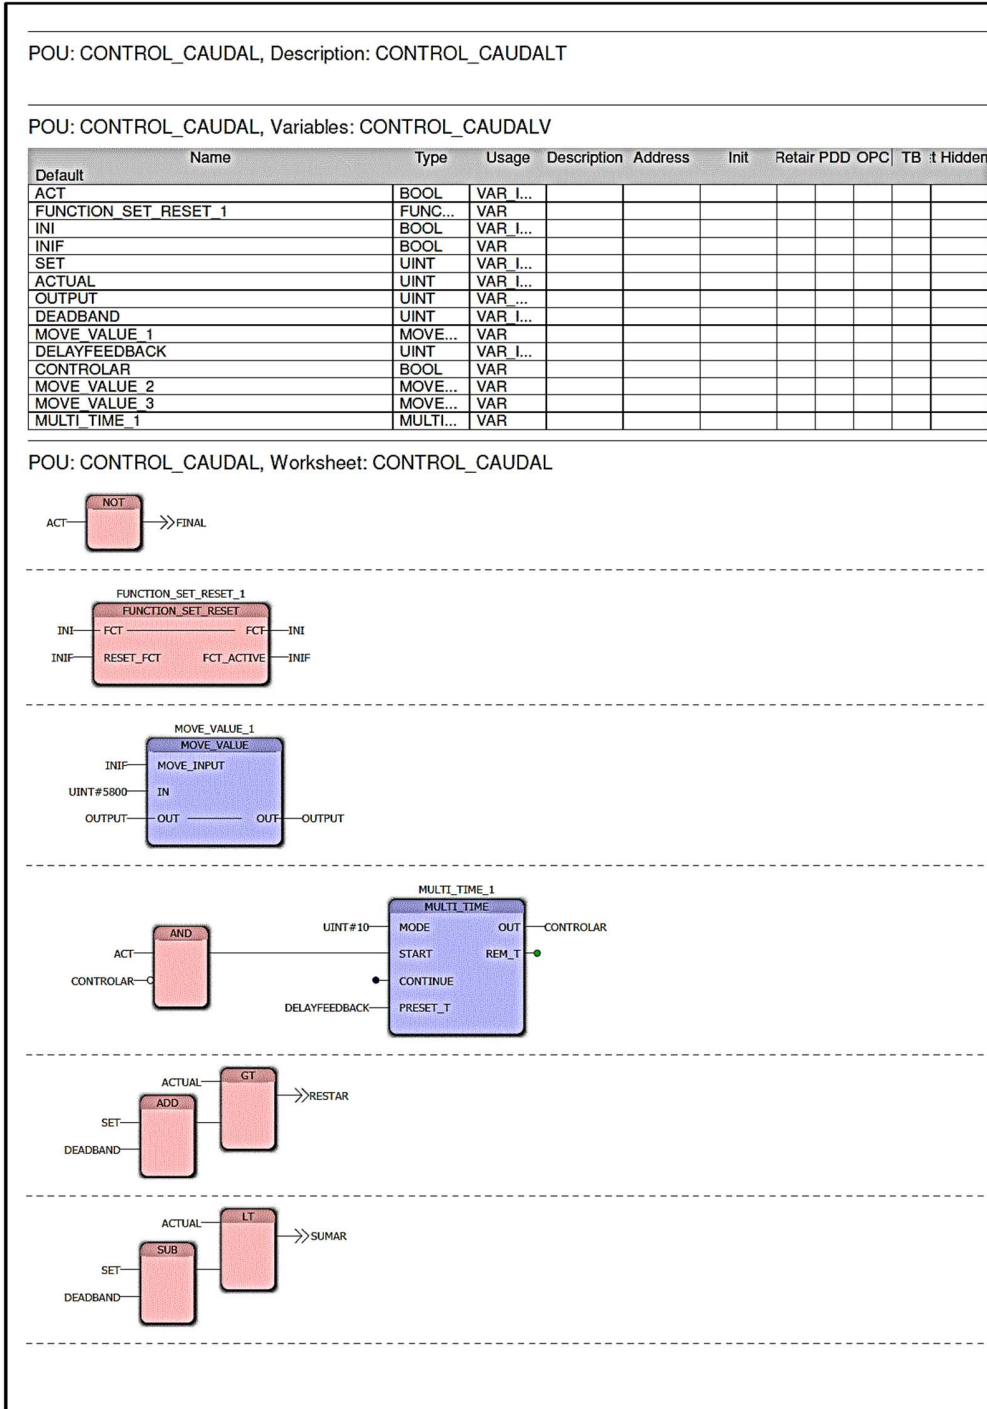 POU: CONTROL_CAUDAL, Description: CONTROL_CAUDALT
POU: CONTROL_CAUDAL, Variables: CONTROL_CAUDALV
Name Type Usage Description Address Init Retair PDD OPC TB :t Hidden
Default
ACT BOOL VAR_I...
FUNCTION_SET_RESET_1 FUNC... VAR
INI BOOL VAR_I...
INIF BOOL VAR
SET UINT VAR_I...
ACTUAL UINT VAR_I...
OUTPUT UINT VAR_...
DEADBAND UINT VAR_I...
MOVE_VALUE_1 MOVE... VAR
DELAYFEEDBACK UINT VAR_I...
CONTROLAR BOOL VAR
MOVE_VALUE_2 MOVE... VAR
MOVE_VALUE_3 MOVE... VAR
MULTI_TIME_1 MULTI... VAR
POU: CONTROL_CAUDAL, Worksheet: CONTROL_CAUDAL
NOT
ACT FINAL
FUNCTION_SET_RESET_1
FUNCTION_SET_RESET
INI FCT FCT INI
INIF RESET_FCT FCT_ACTIVE INIF
MOVE_VALUE_1
MOVE_VALUE
INIF MOVE_INPUT
UINT#5800 IN
OUTPUT OUT OUT OUTPUT
MULTI_TIME_1
MULTI_TIME
UINT#10 MODE OUT CONTROLAR
AND
ACT START REM_T
CONTROLAR CONTINUE
DELAYFEEDBACK PRESET_T
GT
ACTUAL RESTAR
ADD
SET
DEADBAND
LT
ACTUAL SUMAR
SUB
SET
DEADBAND